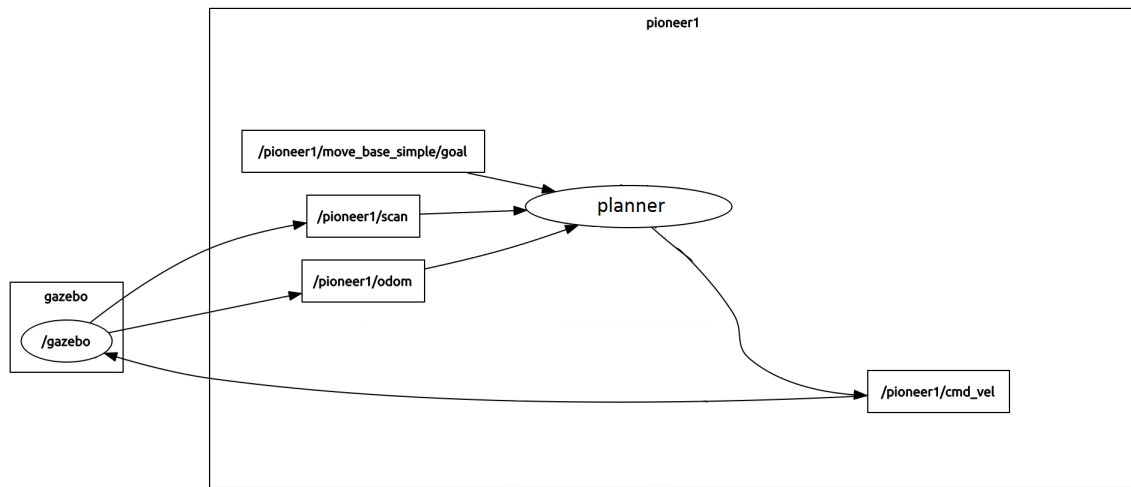 pioneer1
/pioneer1/move_base_simple/goal
planner
/pioneer1/scan
/pioneer1/odom
gazebo
/gazebo
/pioneer1/cmd_vel